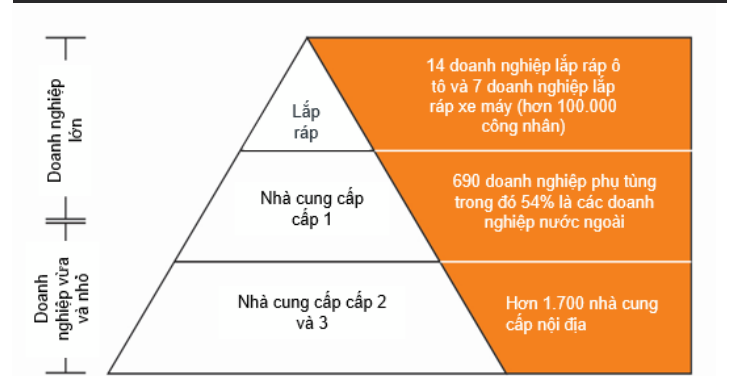 Doanh nghiệp
lớn
Doanh
nghiệp vừa
và nhỏ
Lắp
ráp
14 doanh nghiệp lắp ráp ô
tô và 7 doanh nghiệp lắp
ráp xe máy (hơn 100.000
công nhân)
Nhà cung cấp
cấp 1
690 doanh nghiệp phụ tùng
trong đó 54% là các doanh
nghiệp nước ngoài
Nhà cung cấp cấp 2
và 3
Hơn 1.700 nhà cung
cấp nội địa